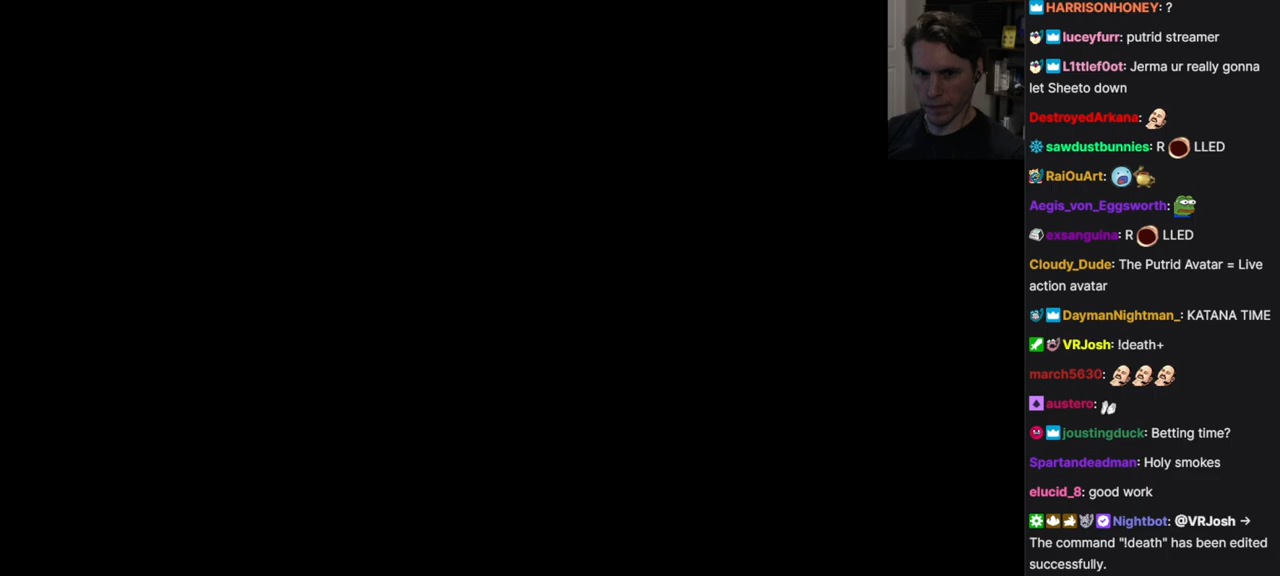 HARRISONHONEY: ?
luceyfurr: putrid streamer
L1ttlef0ot: Jerma ur really gonna
let Sheeto down
DestroyedArkana:
sawdustbunnies: R LLED
RaiOuArt:
Aegis_von_Eggsworth:
exsanguina: R LLED
Cloudy_Dude: The Putrid Avatar = Live
action avatar
DaymanNightman_: KATANA TIME
VRJosh: !death+
march5630:
austero:
joustingduck: Betting time?
Spartandeadman: Holy smokes
elucid_8: good work
Nightbot: @VRJosh →
The command "!death" has been edited
successfully.